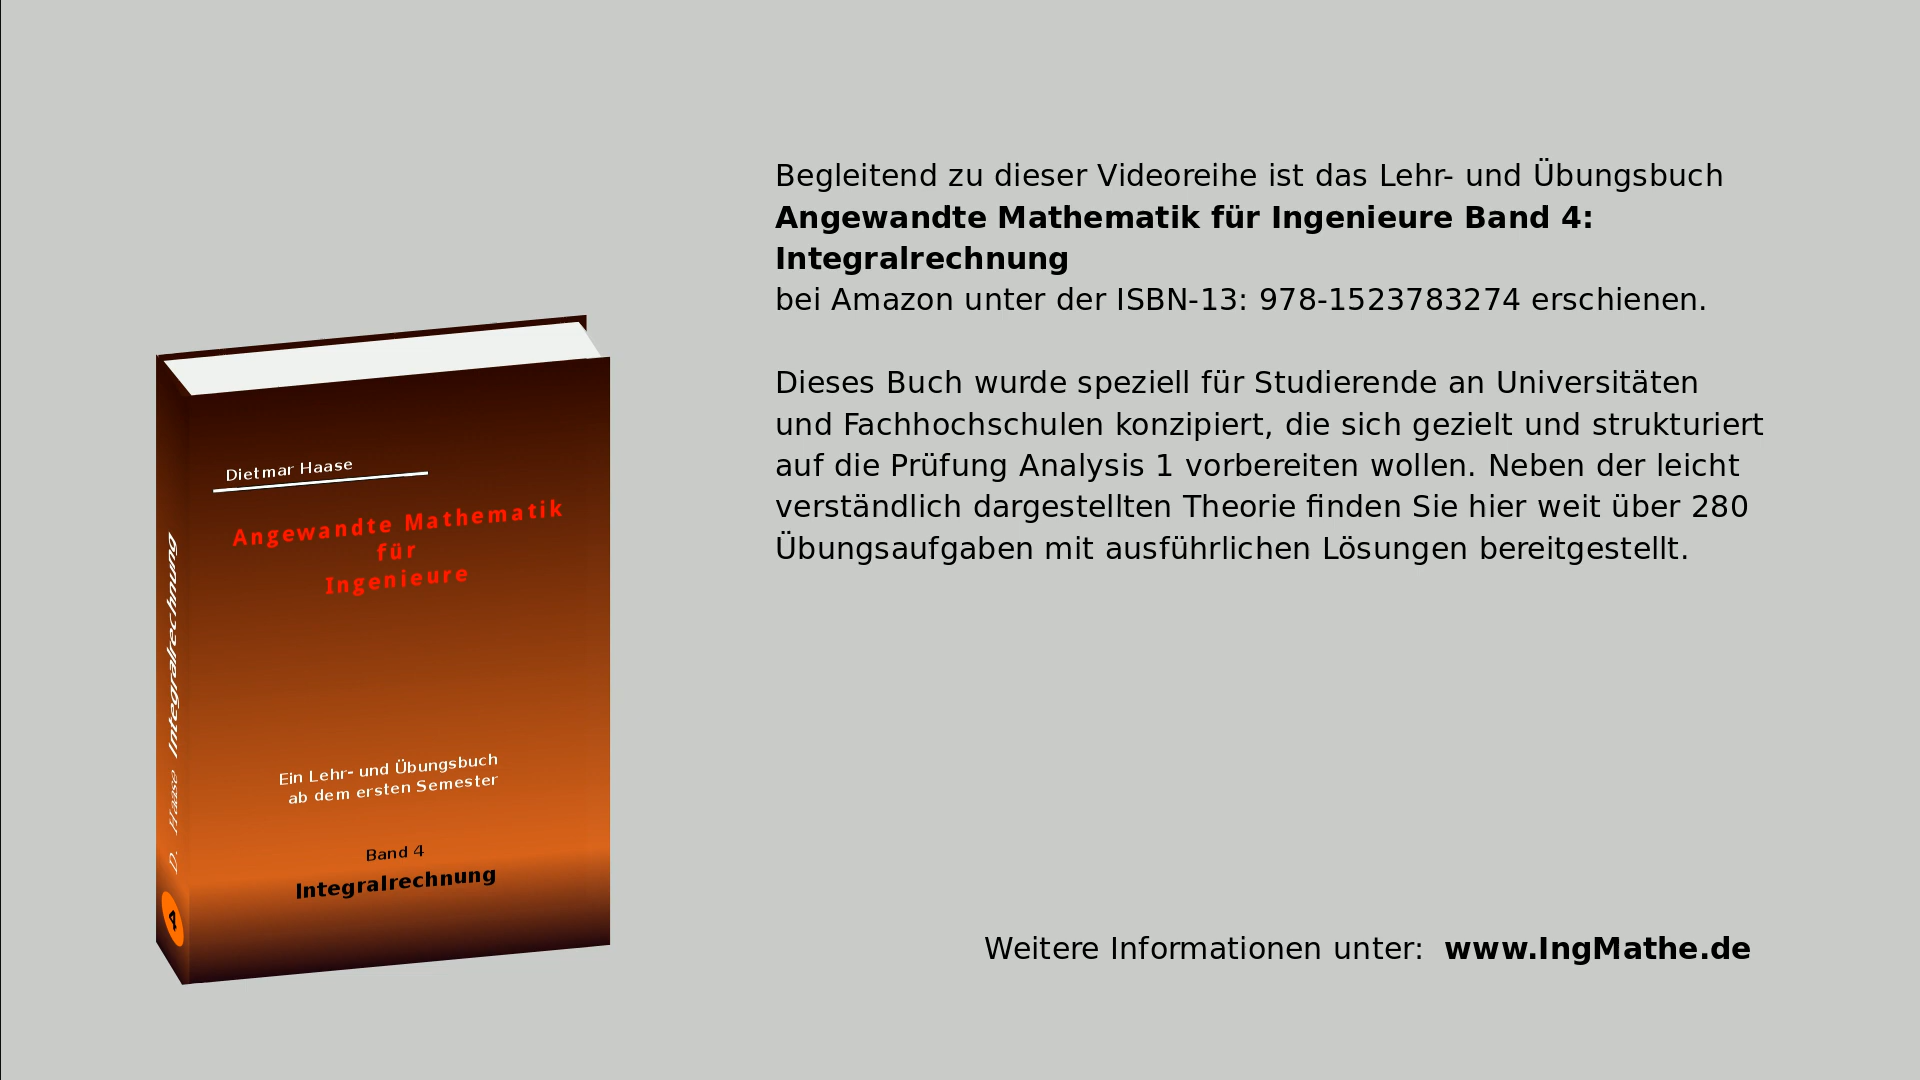 Begleitend zu dieser Videoreihe ist das Lehr- und Übungsbuch
Angewandte Mathematik für Ingenieure Band 4:
Integralrechnung
bei Amazon unter der ISBN-13: 978-1523783274 erschienen.
Dieses Buch wurde speziell für Studierende an Universitäten
und Fachhochschulen konzipiert, die sich gezielt und strukturiert
auf die Prüfung Analysis 1 vorbereiten wollen. Neben der leicht
verständlich dargestellten Theorie finden Sie hier weit über 280
Übungsaufgaben mit ausführlichen Lösungen bereitgestellt.
Dietmar Haase
Angewandte Mathematik
für
Ingenieure
Ein Lehr- und Übungsbuch
ab dem ersten Semester
Band 4
Integralrechnung
4 D. Haase Integralrechnung
Weitere Informationen unter: www.IngMathe.de